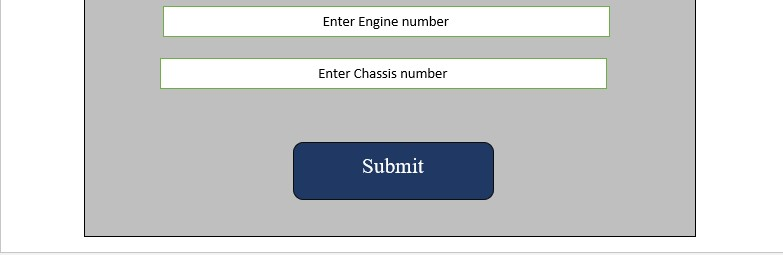 Enter Engine number
Enter Chassis number
Submit